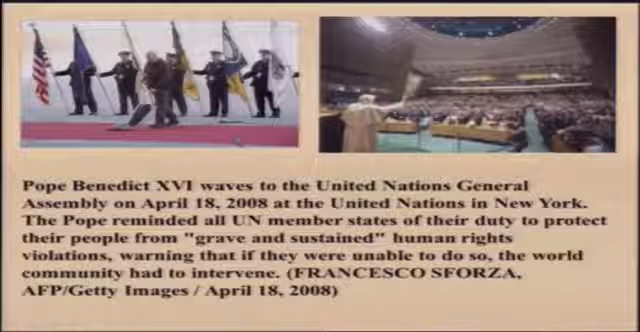 Pope Benedict XVI waves to the United Nations General
Assembly on April 18, 2008 at the United Nations in New York.
The Pope reminded all UN member states of their duty to protect
their people from "grave and sustained" human rights
violations, warning that if they were unable to do so, the world
community had to intervene. (FRANCESCO SFORZA,
AFP/Getty Images / April 18, 2008)